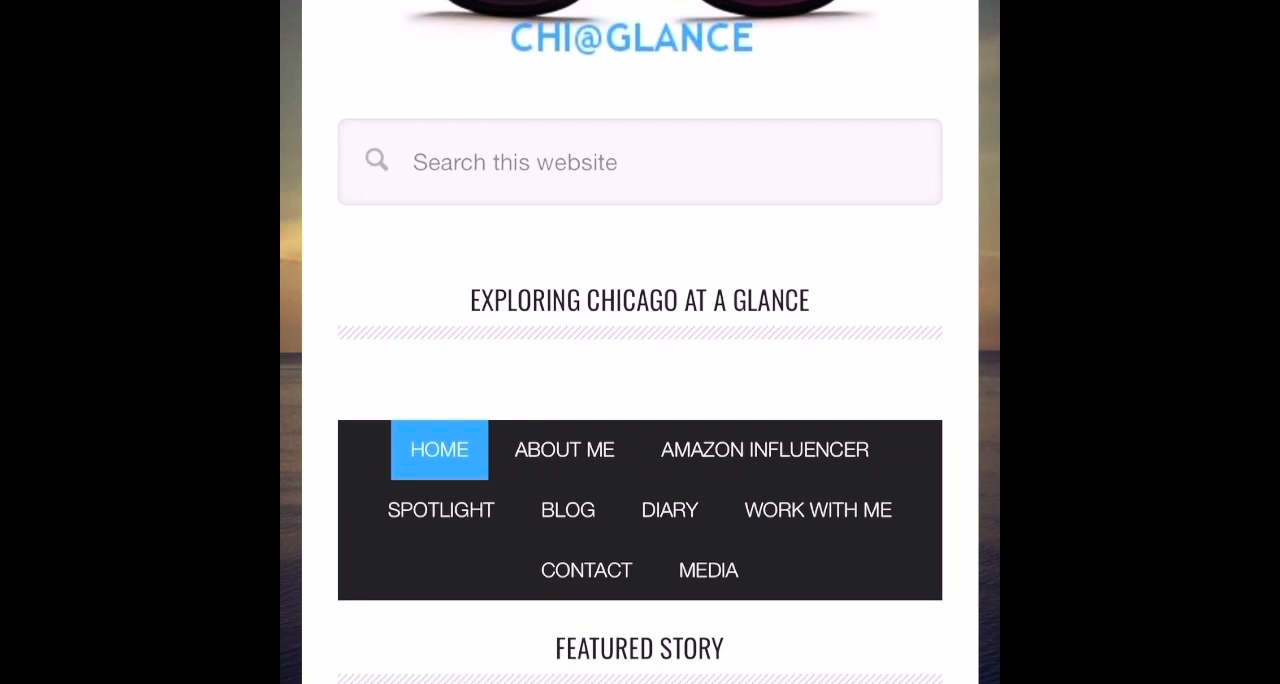 CHI@GLANCE
Search this website
EXPLORING CHICAGO AT A GLANCE
HOME ABOUT ME AMAZON INFLUENCER
SPOTLIGHT BLOG DIARY WORK WITH ME
CONTACT MEDIA
FEATURED STORY